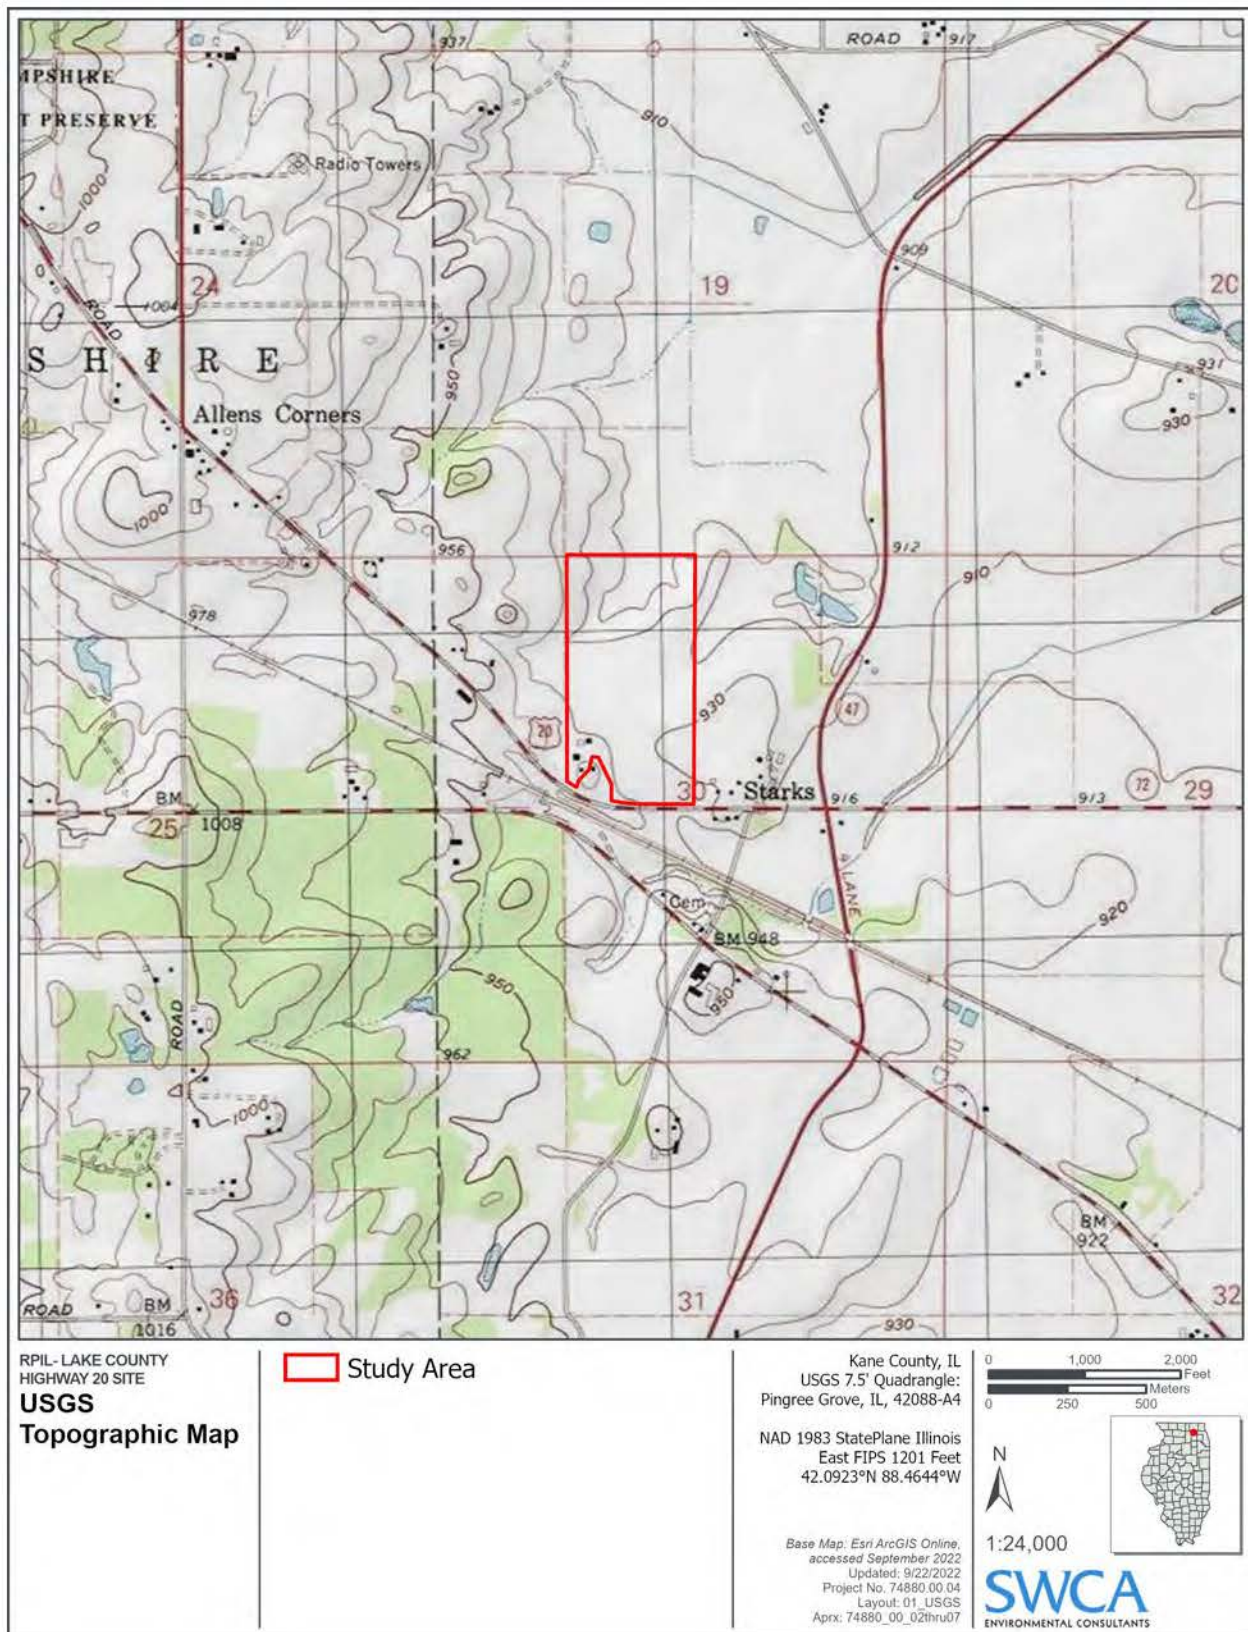 937
ROAD
917
MPSHIRE
T PRESERVE
910
Radio Towers
1000
909
24
19
20
1004
ROAD
931
SHIRE
950
930
Allens Corners
1000
956
912
910
978
930
47
20
30
Starks
916
913
72
29
BM
1008
25
LANE
Cem
920
BM 948
950
950
962
ROAD
1000
BM
922
36
31
32
ROAD
BM
1016
930
RPIL- LAKE COUNTY
HIGHWAY 20 SITE
USGS
Topographic Map
Study Area
Kane County, IL
USGS 7.5' Quadrangle:
Pingree Grove, IL, 42088-A4
NAD 1983 StatePlane Illinois
East FIPS 1201 Feet
42.0923°N 88.4644°W
Base Map: Esri ArcGIS Online,
accessed September 2022
Updated: 9/22/2022
Project No. 74880.00.04
Layout: 01_USGS
Aprx: 74880_00_02thru07
0 1,000 2,000
Feet
Meters
0 250 500
N
1:24,000
SWCA
ENVIRONMENTAL CONSULTANTS